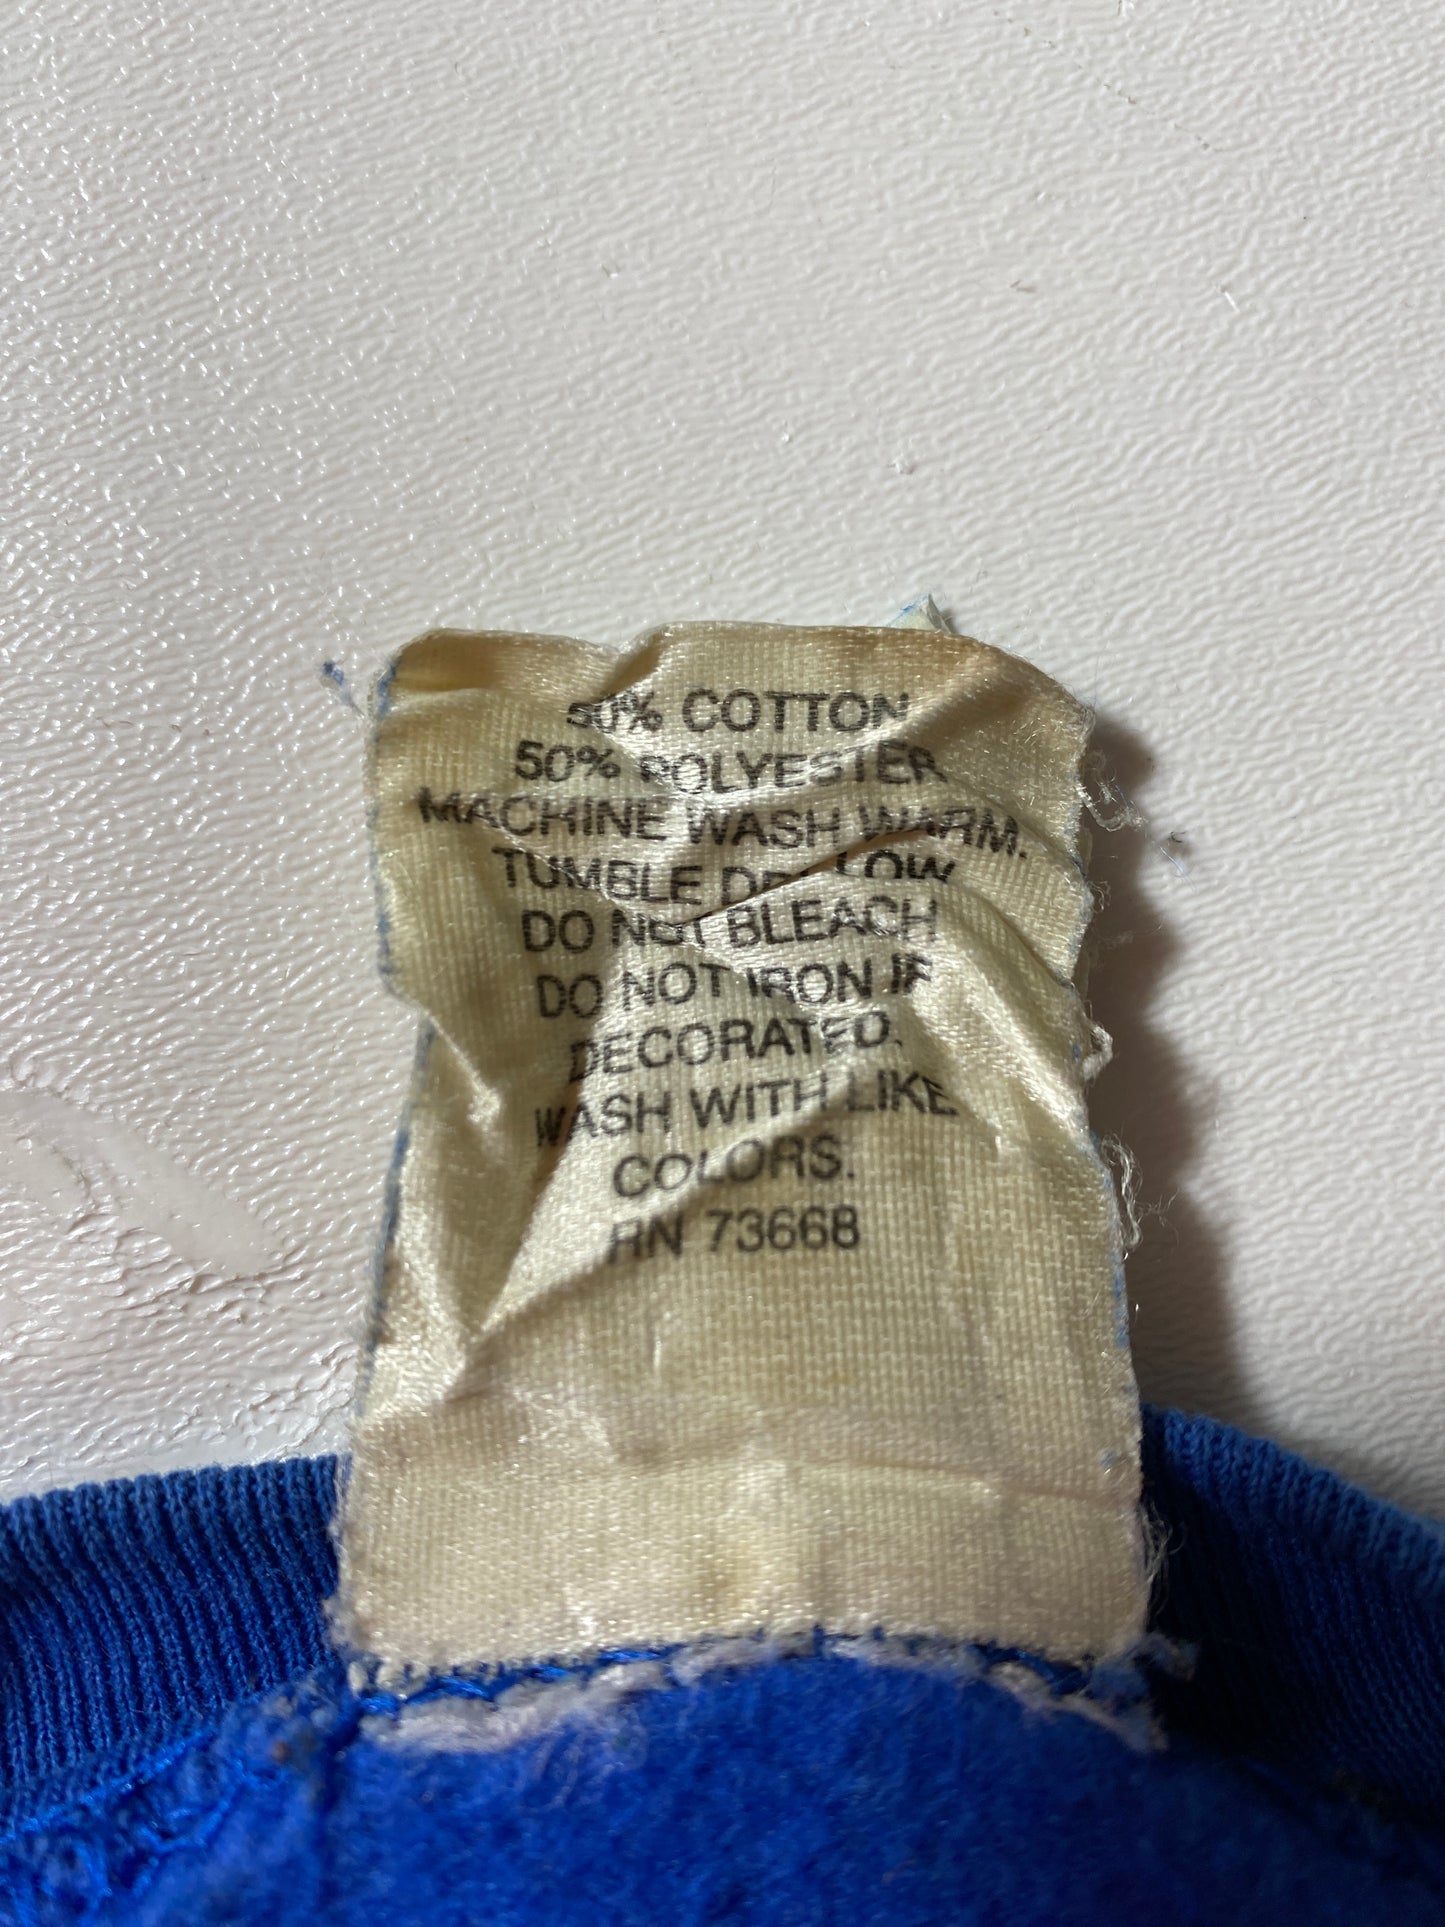 50% COTTON
50% POLYESTER
MACHINE WASH WARM.
TUMBLE DRY LOW
DO NOT BLEACH
DO NOT IRON IF
DECORATED.
WASH WITH LIKE
COLORS.
RN 73668